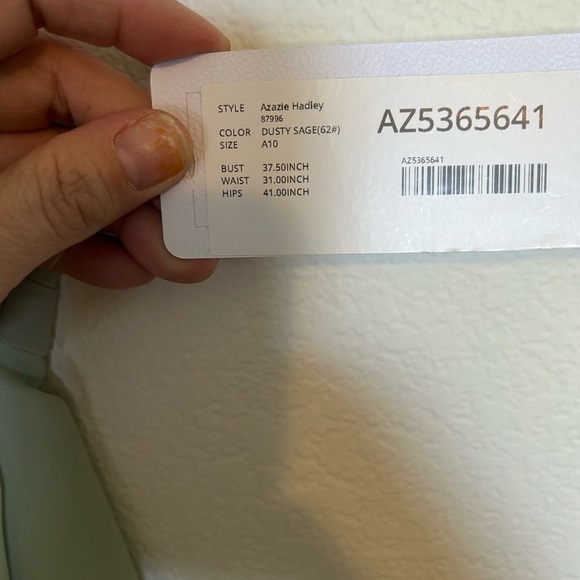 STYLE Azazie Hadley
87996
COLOR DUSTY SAGE(62#)
SIZE A10
BUST 37.50INCH
WAIST 31.00INCH
HIPS 41.00INCH
AZ5365641
AZ5365641